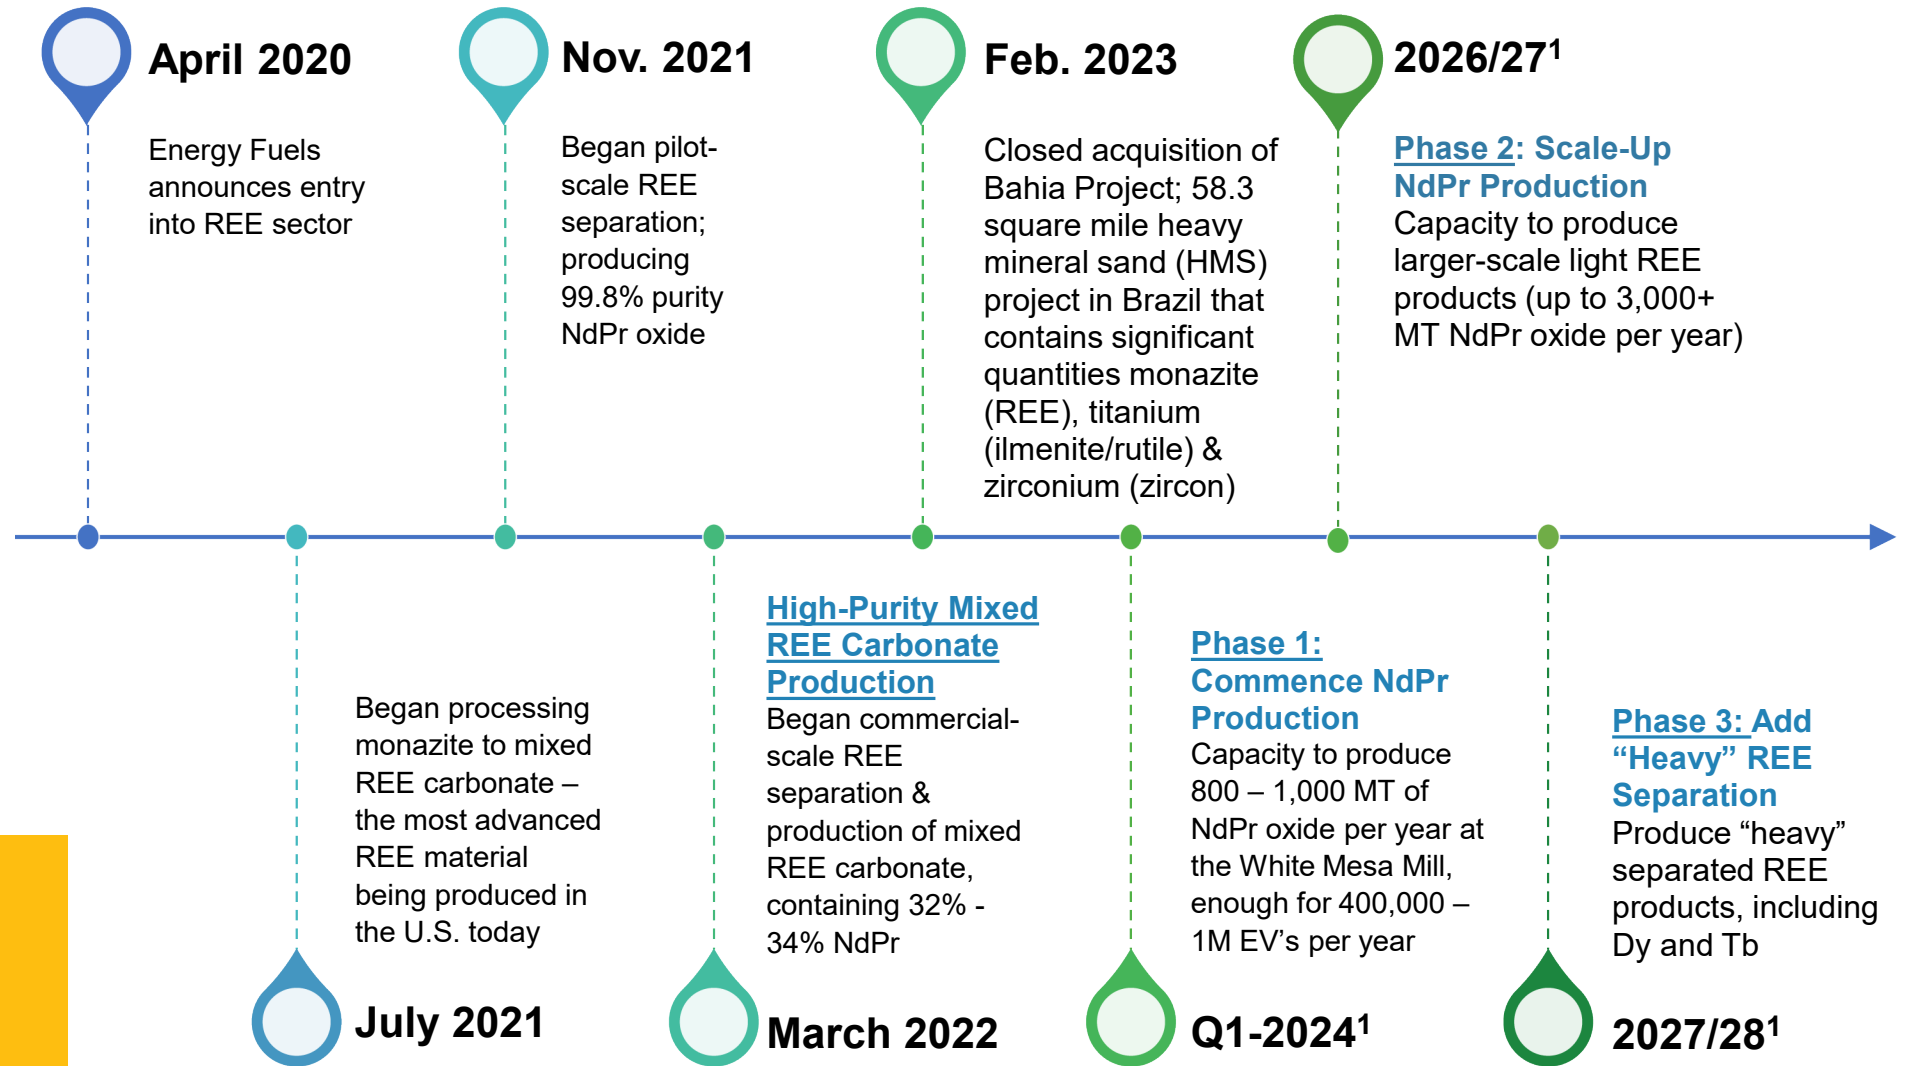 April 2020
Energy Fuels
announces entry
into REE sector
July 2021
Began processing
monazite to mixed
REE carbonate –
the most advanced
REE material
being produced in
the U.S. today
Nov. 2021
Began pilot-
scale REE
separation;
producing
99.8% purity
NdPr oxide
March 2022
High-Purity Mixed
REE Carbonate
Production
Began commercial-
scale REE
separation &
production of mixed
REE carbonate,
containing 32% -
34% NdPr
Feb. 2023
Closed acquisition of
Bahia Project; 58.3
square mile heavy
mineral sand (HMS)
project in Brazil that
contains significant
quantities monazite
(REE), titanium
(ilmenite/rutile) &
zirconium (zircon)
Q1-2024¹
Phase 1:
Commence NdPr
Production
Capacity to produce
800 – 1,000 MT of
NdPr oxide per year at
the White Mesa Mill,
enough for 400,000 –
1M EV’s per year
2026/27¹
Phase 2: Scale-Up
NdPr Production
Capacity to produce
larger-scale light REE
products (up to 3,000+
MT NdPr oxide per year)
2027/28¹
Phase 3: Add
“Heavy” REE
Separation
Produce “heavy”
separated REE
products, including
Dy and Tb